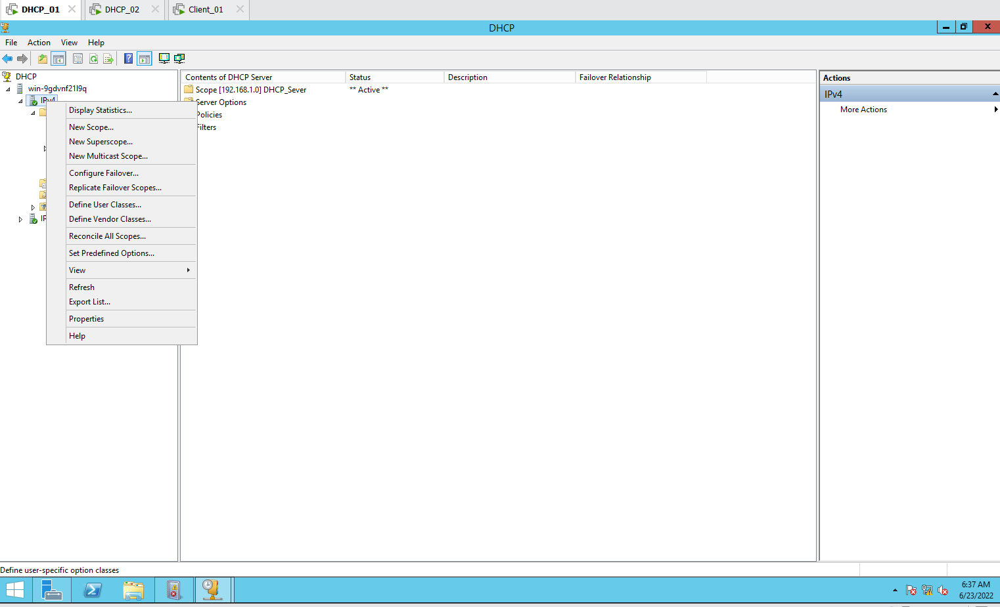 DHCP_01
DHCP_02
Client_01
DHCP
File Action View Help
DHCP
win-9gdvnf21l9q
IPv4
IP
Display Statistics...
New Scope...
New Superscope...
New Multicast Scope...
Configure Failover...
Replicate Failover Scopes...
Define User Classes...
Define Vendor Classes...
Reconcile All Scopes...
Set Predefined Options...
View
Refresh
Export List...
Properties
Help
Contents of DHCP Server Status Description Failover Relationship
Scope [192.168.1.0] DHCP_Sever ** Active **
Server Options
Policies
Filters
Actions
IPv4
More Actions
Define user-specific option classes
6:37 AM
6/23/2022